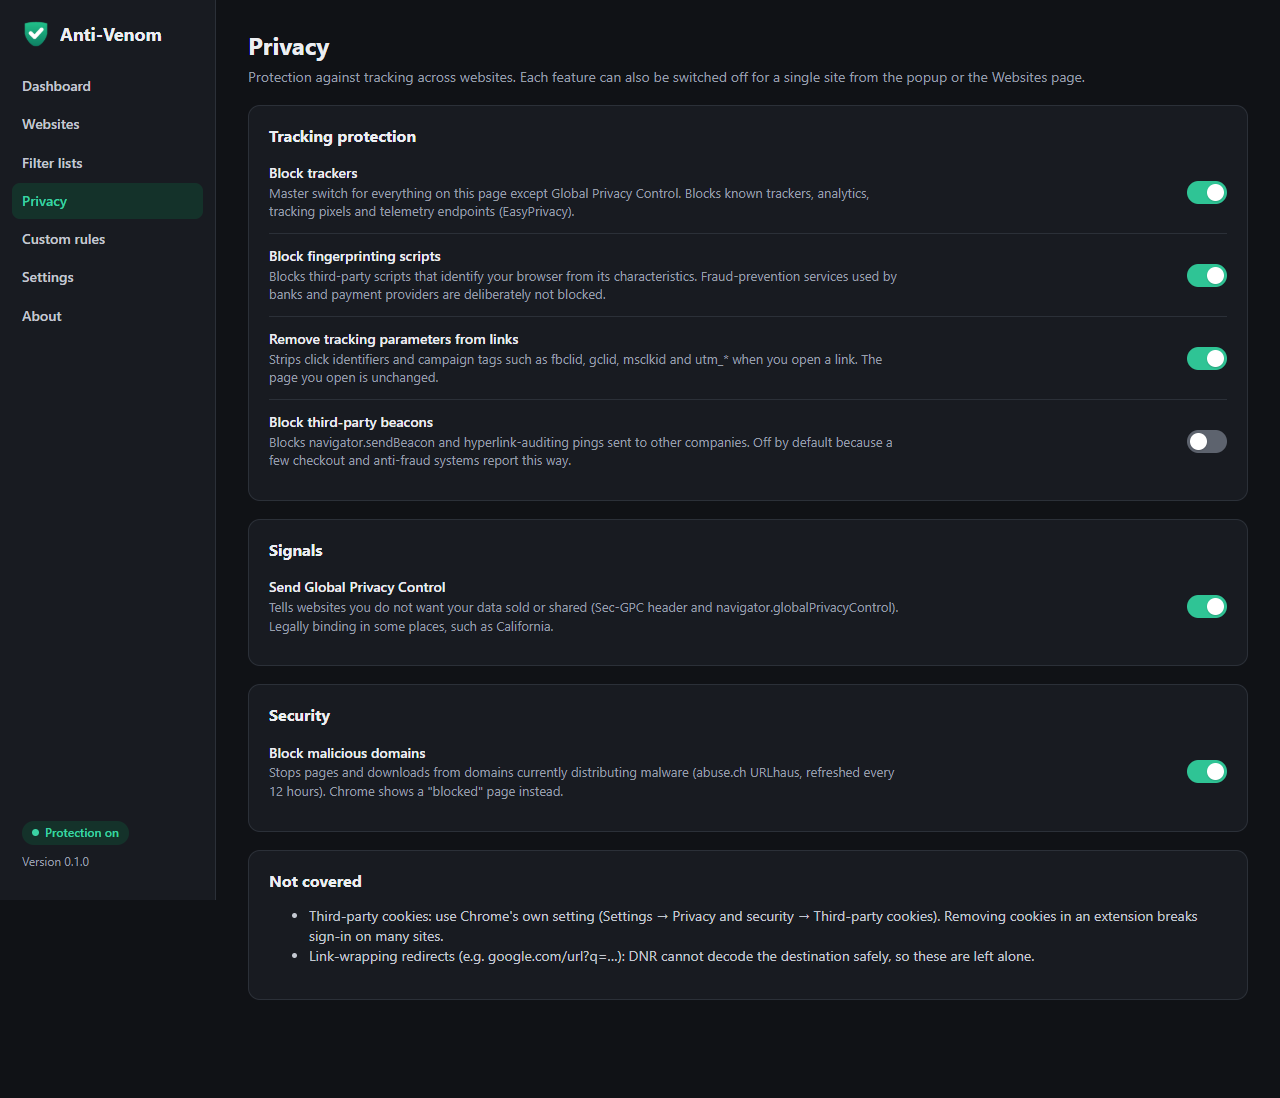 Anti-Venom
Dashboard
Websites
Filter lists
Privacy
Custom rules
Settings
About
Protection on
Version 0.1.0
Privacy
Protection against tracking across websites. Each feature can also be switched off for a single site from the popup or the Websites page.
Tracking protection
Block trackers
Master switch for everything on this page except Global Privacy Control. Blocks known trackers, analytics,
tracking pixels and telemetry endpoints (EasyPrivacy).
Block fingerprinting scripts
Blocks third-party scripts that identify your browser from its characteristics. Fraud-prevention services used by
banks and payment providers are deliberately not blocked.
Remove tracking parameters from links
Strips click identifiers and campaign tags such as fbclid, gclid, msclkid and utm_* when you open a link. The
page you open is unchanged.
Block third-party beacons
Blocks navigator.sendBeacon and hyperlink-auditing pings sent to other companies. Off by default because a
few checkout and anti-fraud systems report this way.
Signals
Send Global Privacy Control
Tells websites you do not want your data sold or shared (Sec-GPC header and navigator.globalPrivacyControl).
Legally binding in some places, such as California.
Security
Block malicious domains
Stops pages and downloads from domains currently distributing malware (abuse.ch URLhaus, refreshed every
12 hours). Chrome shows a "blocked" page instead.
Not covered
• Third-party cookies: use Chrome's own setting (Settings → Privacy and security → Third-party cookies). Removing cookies in an extension breaks
sign-in on many sites.
• Link-wrapping redirects (e.g. google.com/url?q=…): DNR cannot decode the destination safely, so these are left alone.